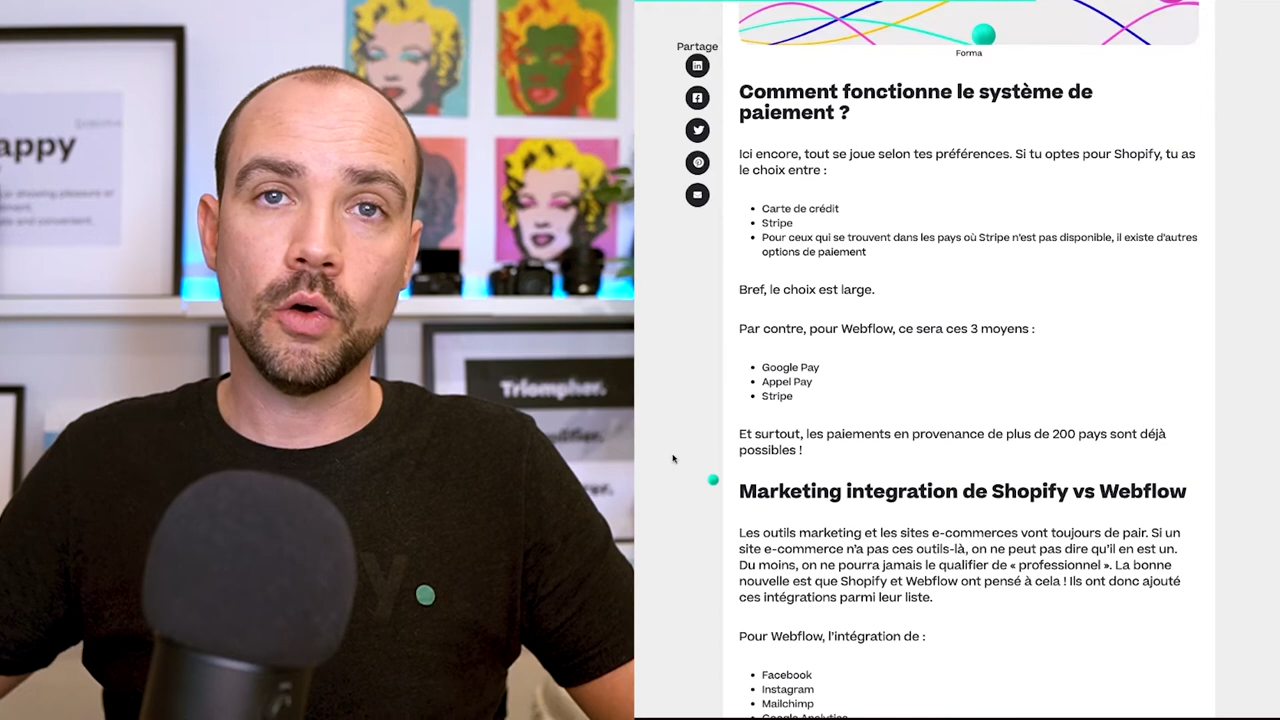 appy
Triompher.
Partage
Forma
Comment fonctionne le système de
paiement ?
Ici encore, tout se joue selon tes préférences. Si tu optes pour Shopify, tu as
le choix entre :
• Carte de crédit
• Stripe
• Pour ceux qui se trouvent dans les pays où Stripe n'est pas disponible, il existe d'autres
options de paiement
Bref, le choix est large.
Par contre, pour Webflow, ce sera ces 3 moyens :
• Google Pay
• Appel Pay
• Stripe
Et surtout, les paiements en provenance de plus de 200 pays sont déjà
possibles !
Marketing integration de Shopify vs Webflow
Les outils marketing et les sites e-commerces vont toujours de pair. Si un
site e-commerce n'a pas ces outils-là, on ne peut pas dire qu'il en est un.
Du moins, on ne pourra jamais le qualifier de « professionnel ». La bonne
nouvelle est que Shopify et Webflow ont pensé à cela ! Ils ont donc ajouté
ces intégrations parmi leur liste.
Pour Webflow, l'intégration de :
• Facebook
• Instagram
• Mailchimp
Google Analytics